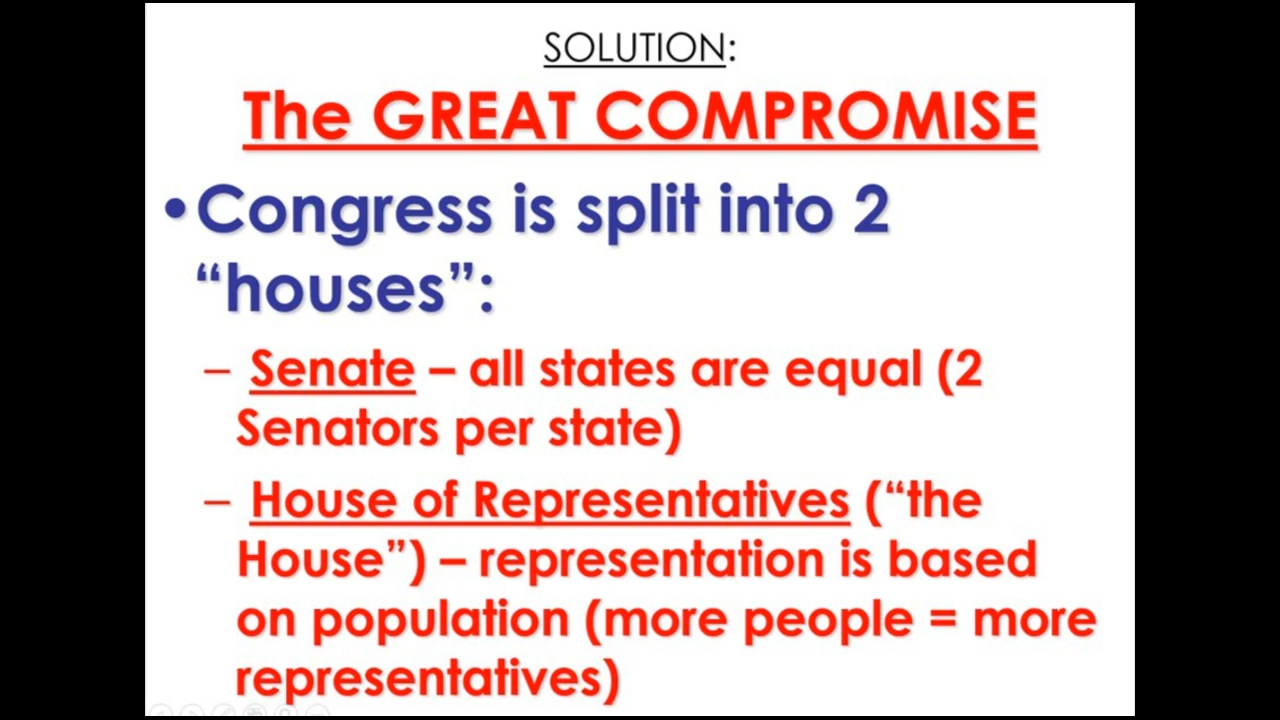 SOLUTION:
The GREAT COMPROMISE
•Congress is split into 2
“houses”:
– Senate – all states are equal (2
Senators per state)
– House of Representatives (“the
House”) – representation is based
on population (more people = more
representatives)